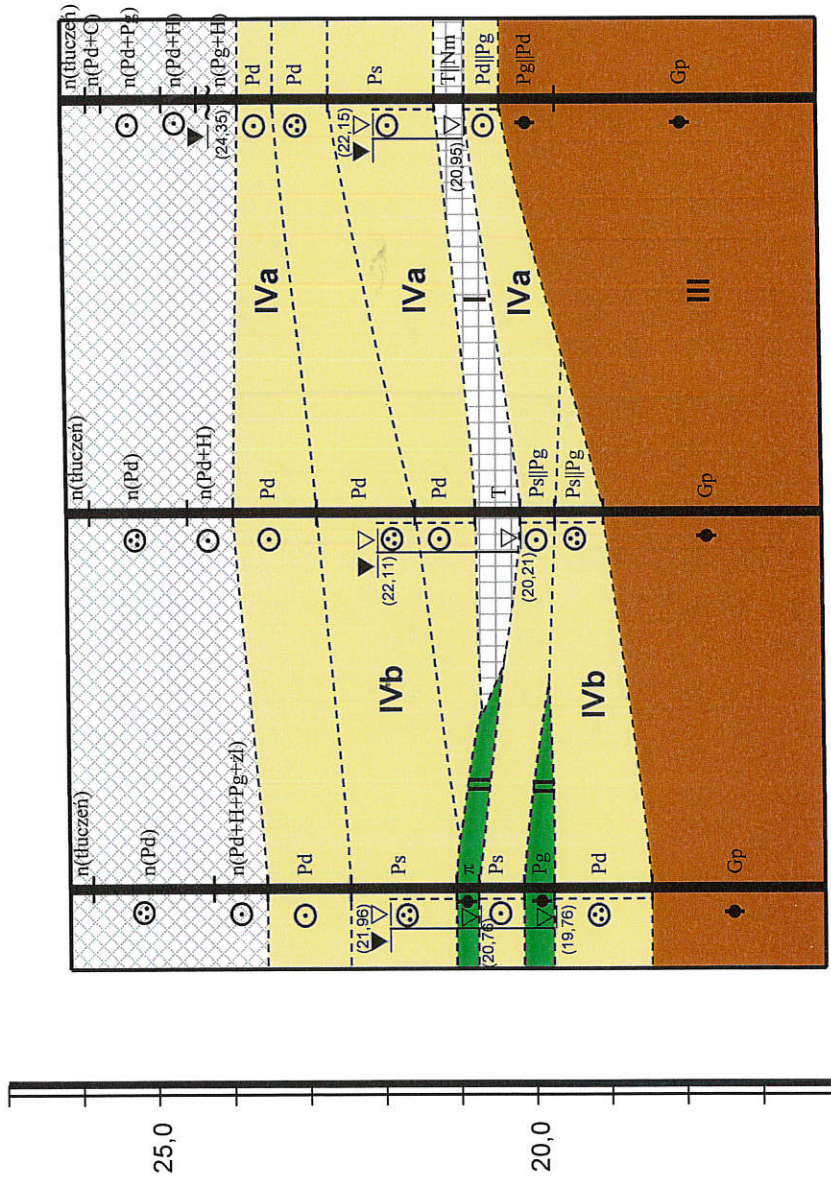 25,0
20,0
n(tłuczeń)
n(Pd)
n(Pd+H+Pg+żl)
Pd
Ps
π
Ps
Pg
Pd
Gp
(21,96)
(20,76)
(19,76)
II
II
IVb
IVb
n(tłuczeń)
n(Pd)
n(Pd+H)
Pd
Pd
Pd
T
Ps||Pg
Ps||Pg
Gp
(22,11)
(20,21)
IVa
IVa
I
IVa
III
n(tłuczeń)
n(Pd+C)
n(Pd+Pg)
n(Pd+H)
n(Pg+H)
Pd
Pd
Ps
T||Nm
Pd||Pg
Pg||Pd
Gp
(24,35)
(22,15)
(20,95)